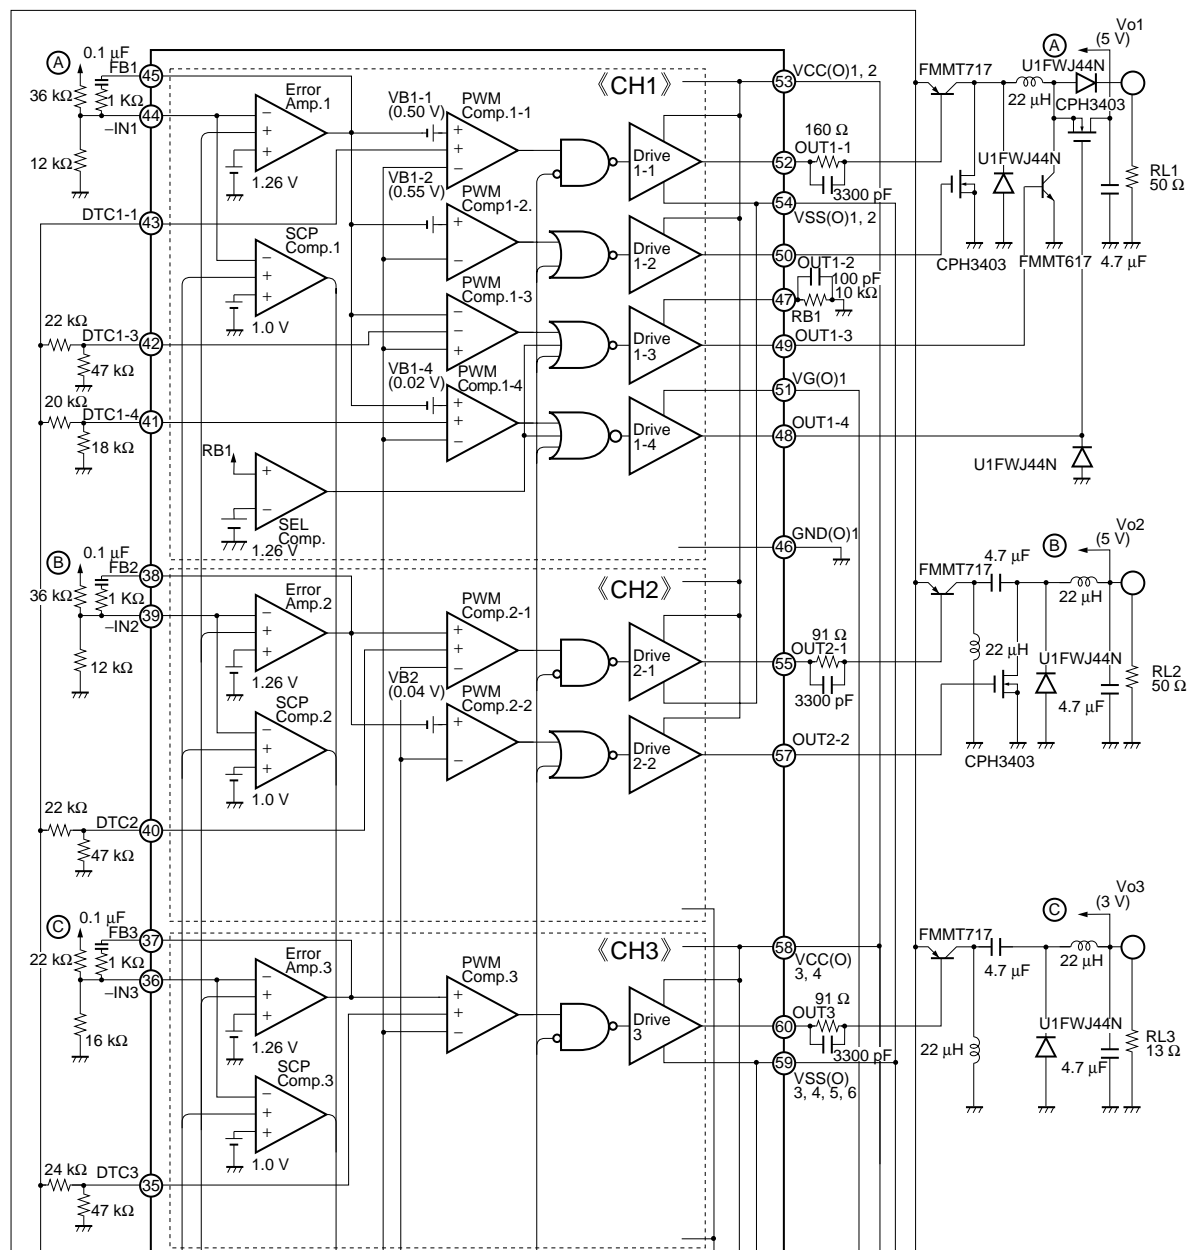 A
0.1 µF
FB1
45
36 kΩ
1 KΩ
44
–IN1
12 kΩ
DTC1-1
43
22 kΩ
DTC1-3
42
47 kΩ
20 kΩ
DTC1-4
41
18 kΩ
《CH1》
Error
Amp.1
1.26 V
SCP
Comp.1
1.0 V
RB1
SEL
Comp.
1.26 V
VB1-1
(0.50 V)
PWM
Comp.1-1
VB1-2
(0.55 V)
PWM
Comp1-2.
PWM
Comp.1-3
VB1-4
(0.02 V)
PWM
Comp.1-4
Drive
1-1
Drive
1-2
Drive
1-3
Drive
1-4
53
VCC(O)1, 2
160 Ω
OUT1-1
52
3300 pF
54
VSS(O)1, 2
50
OUT1-2
100 pF
47
10 kΩ
RB1
49
OUT1-3
51
VG(O)1
48
OUT1-4
46
GND(O)1
A
Vo1
(5 V)
FMMT717
U1FWJ44N
22 µH
CPH3403
U1FWJ44N
RL1
50 Ω
CPH3403
FMMT617
4.7 µF
U1FWJ44N
B
0.1 µF
FB2
38
36 kΩ
1 KΩ
39
–IN2
12 kΩ
22 kΩ
DTC2
40
47 kΩ
《CH2》
Error
Amp.2
1.26 V
SCP
Comp.2
1.0 V
PWM
Comp.2-1
VB2
(0.04 V)
PWM
Comp.2-2
Drive
2-1
Drive
2-2
91 Ω
OUT2-1
55
3300 pF
57
OUT2-2
B
Vo2
(5 V)
FMMT717
4.7 µF
22 µH
22 µH
U1FWJ44N
4.7 µF
RL2
50 Ω
CPH3403
C
0.1 µF
FB3
37
22 kΩ
1 KΩ
36
–IN3
16 kΩ
24 kΩ
DTC3
35
47 kΩ
《CH3》
Error
Amp.3
1.26 V
SCP
Comp.3
1.0 V
PWM
Comp.3
Drive
3
58
VCC(O)
3, 4
91 Ω
OUT3
60
3300 pF
59
VSS(O)
3, 4, 5, 6
C
Vo3
(3 V)
FMMT717
4.7 µF
22 µH
22 µH
U1FWJ44N
4.7 µF
RL3
13 Ω